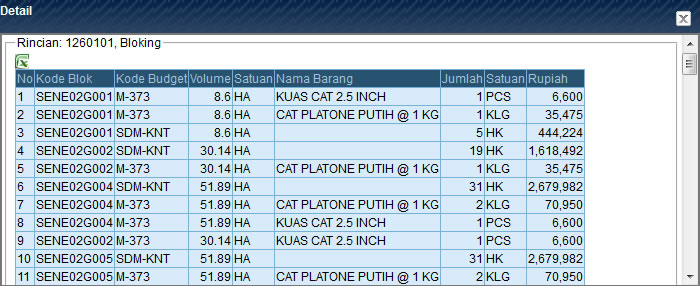 Detail
Rincian: 1260101, Bloking
No Kode Blok Kode Budget Volume Satuan Nama Barang Jumlah Satuan Rupiah
1 SENE02G001 M-373 8.6 HA KUAS CAT 2.5 INCH 1 PCS 6,600
2 SENE02G001 M-373 8.6 HA CAT PLATONE PUTIH @ 1 KG 1 KLG 35,475
3 SENE02G001 SDM-KNT 8.6 HA 5 HK 444,224
4 SENE02G002 SDM-KNT 30.14 HA 19 HK 1,618,492
5 SENE02G002 M-373 30.14 HA CAT PLATONE PUTIH @ 1 KG 1 KLG 35,475
6 SENE02G004 SDM-KNT 51.89 HA 31 HK 2,679,982
7 SENE02G004 M-373 51.89 HA CAT PLATONE PUTIH @ 1 KG 2 KLG 70,950
8 SENE02G004 M-373 51.89 HA KUAS CAT 2.5 INCH 1 PCS 6,600
9 SENE02G002 M-373 30.14 HA KUAS CAT 2.5 INCH 1 PCS 6,600
10 SENE02G005 SDM-KNT 51.89 HA 31 HK 2,679,982
11 SENE02G005 M-373 51.89 HA CAT PLATONE PUTIH @ 1 KG 2 KLG 70,950